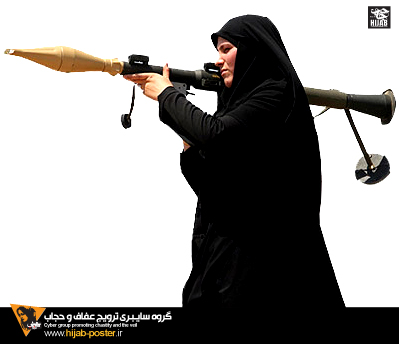 HIJAB
گروه سایبری ترویج عفاف و حجاب
Cyber group promoting chastity and the veil
www.hijab-poster.ir